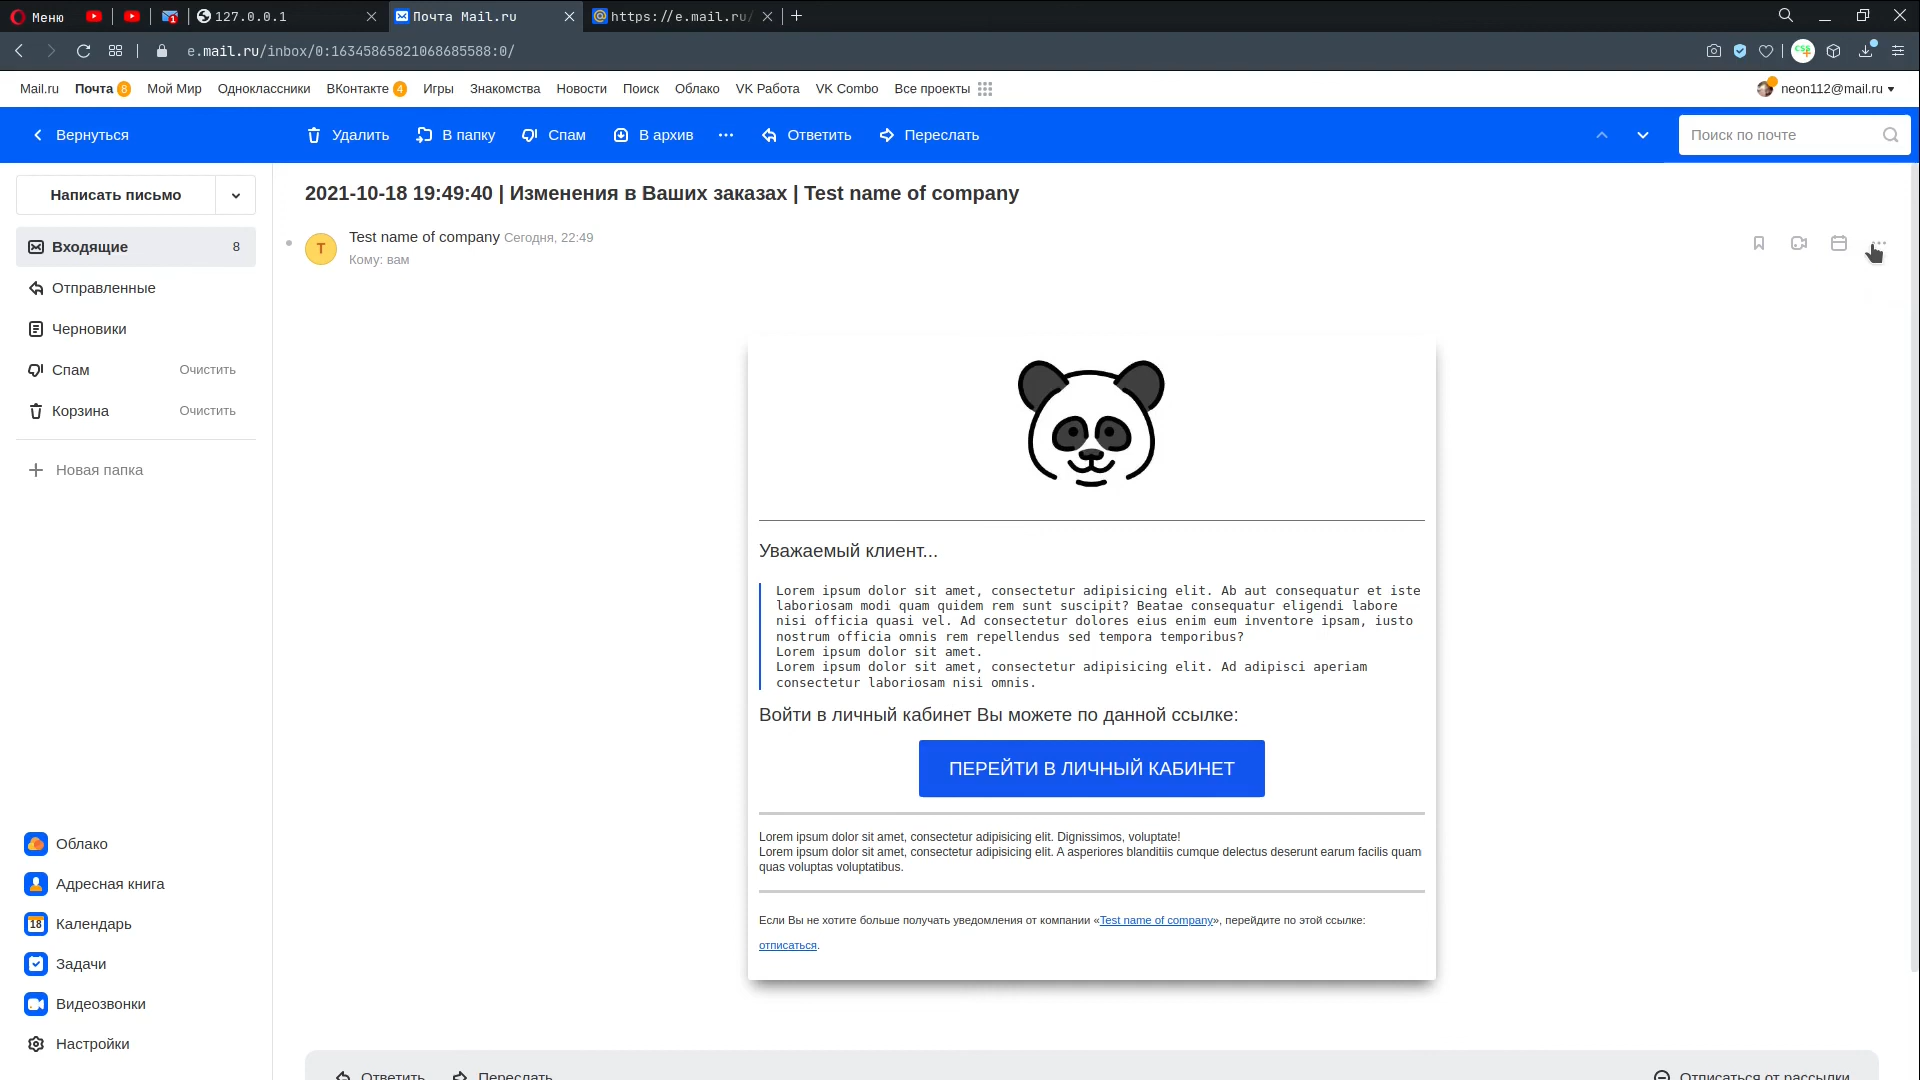 Меню
1
127.0.0.1
Почта Mail.ru
https://e.mail.ru/
e.mail.ru/inbox/0:16345865821068685588:0/
CSS
Mail.ru
Почта 8
Мой Мир
Одноклассники
ВКонтакте 4
Игры
Знакомства
Новости
Поиск
Облако
VK Работа
VK Combo
Все проекты
neon112@mail.ru
Вернуться
Удалить
В папку
Спам
В архив
Ответить
Переслать
Поиск по почте
Написать письмо
2021-10-18 19:49:40 | Изменения в Ваших заказах | Test name of company
Входящие 8
Отправленные
Черновики
Спам Очистить
Корзина Очистить
Новая папка
T
Test name of company Сегодня, 22:49
Кому: вам
Уважаемый клиент...
Lorem ipsum dolor sit amet, consectetur adipisicing elit. Ab aut consequatur et iste
laboriosam modi quam quidem rem sunt suscipit? Beatae consequatur eligendi labore
nisi officia quasi vel. Ad consectetur dolores eius enim eum inventore ipsam, iusto
nostrum officia omnis rem repellendus sed tempora temporibus?
Lorem ipsum dolor sit amet.
Lorem ipsum dolor sit amet, consectetur adipisicing elit. Ad adipisci aperiam
consectetur laboriosam nisi omnis.
Войти в личный кабинет Вы можете по данной ссылке:
ПЕРЕЙТИ В ЛИЧНЫЙ КАБИНЕТ
Lorem ipsum dolor sit amet, consectetur adipisicing elit. Dignissimos, voluptate!
Lorem ipsum dolor sit amet, consectetur adipisicing elit. A asperiores blanditiis cumque delectus deserunt earum facilis quam
quas voluptas voluptatibus.
Если Вы не хотите больше получать уведомления от компании «Test name of company», перейдите по этой ссылке:
отписаться.
Облако
Адресная книга
18
Календарь
Задачи
Видеозвонки
Настройки
Ответить
Переслать
Отписаться от рассылки